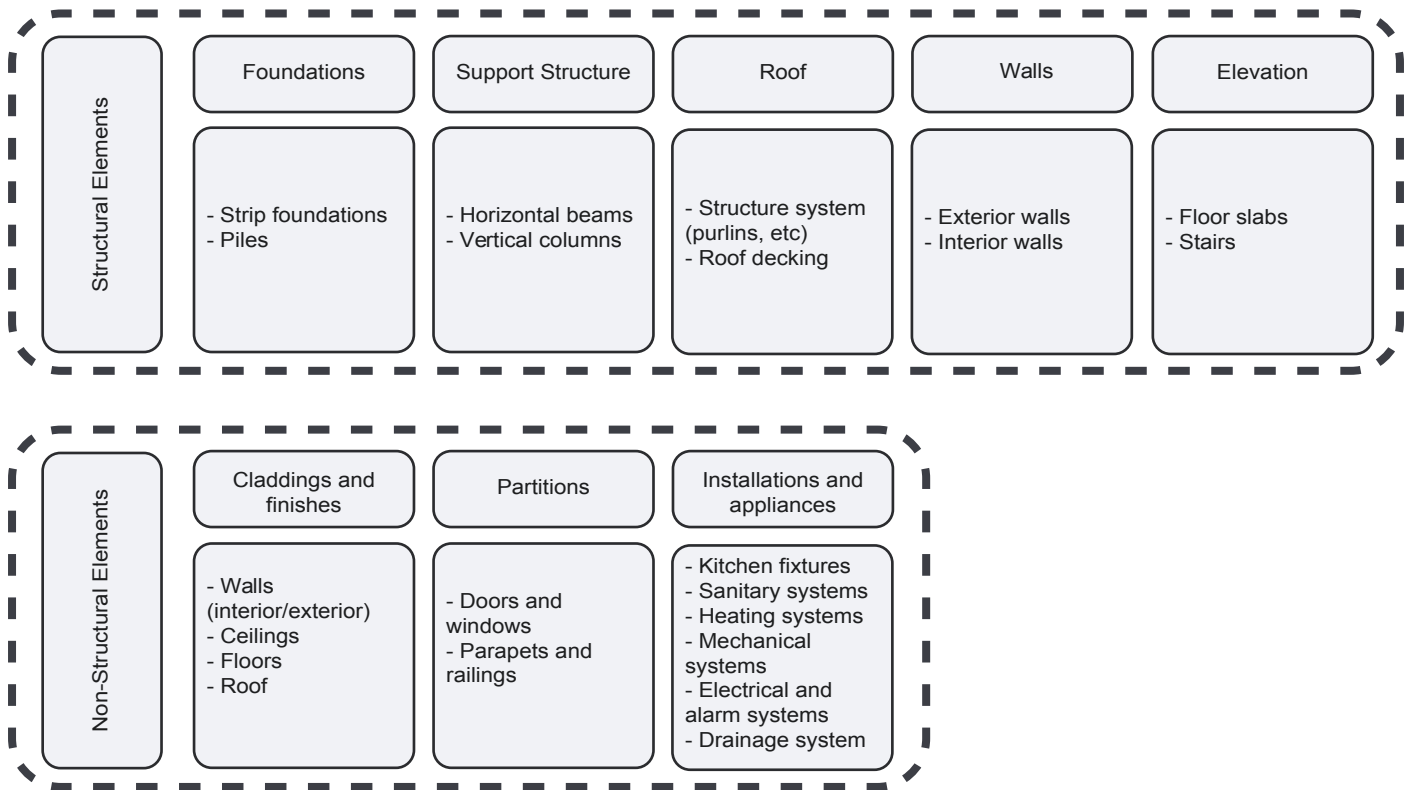 Structural Elements
Foundations
- Strip foundations
- Piles
Support Structure
- Horizontal beams
- Vertical columns
Roof
- Structure system
(purlins, etc)
- Roof decking
Walls
- Exterior walls
- Interior walls
Elevation
- Floor slabs
- Stairs
Non-Structural Elements
Claddings and
finishes
- Walls
(interior/exterior)
- Ceilings
- Floors
- Roof
Partitions
- Doors and
windows
- Parapets and
railings
Installations and
appliances
- Kitchen fixtures
- Sanitary systems
- Heating systems
- Mechanical
systems
- Electrical and
alarm systems
- Drainage system